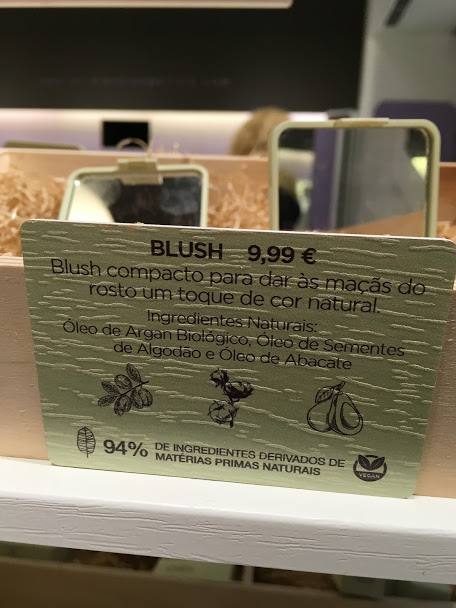 BLUSH 9,99 €
Blush compacto para dar às maçãs do
rosto um toque de cor natural.
Ingredientes Naturais:
Óleo de Argan Biológico, Óleo de Sementes
de Algodão e Óleo de Abacate
94% DE INGREDIENTES DERIVADOS DE
MATÉRIAS PRIMAS NATURAIS
VEGAN